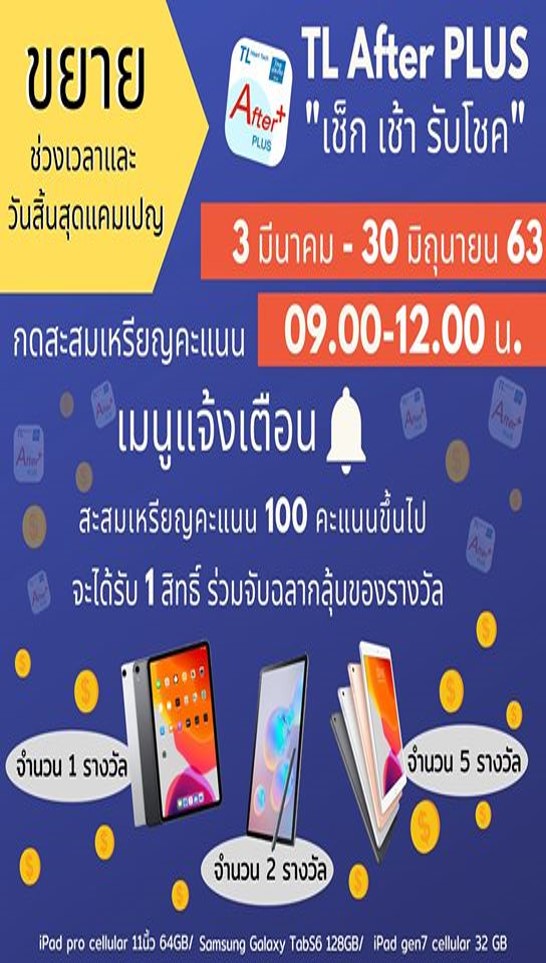 ขยาย
ช่วงเวลาและ
วันสิ้นสุดแคมเปญ
TL
After+
PLUS
TL After PLUS
"เช็ก เช้า รับโชค"
3 มีนาคม - 30 มิถุนายน 63
กดสะสมเหรียญคะแนน 09.00-12.00 น.
เมนูแจ้งเตือน
สะสมเหรียญคะแนน 100 คะแนนขึ้นไป
จะได้รับ 1 สิทธิ์ ร่วมจับฉลากลุ้นของรางวัล
จำนวน 1 รางวัล
จำนวน 5 รางวัล
จำนวน 2 รางวัล
iPad pro cellular 11นิ้ว 64GB/ Samsung Galaxy TabS6 128GB/ iPad gen7 cellular 32 GB